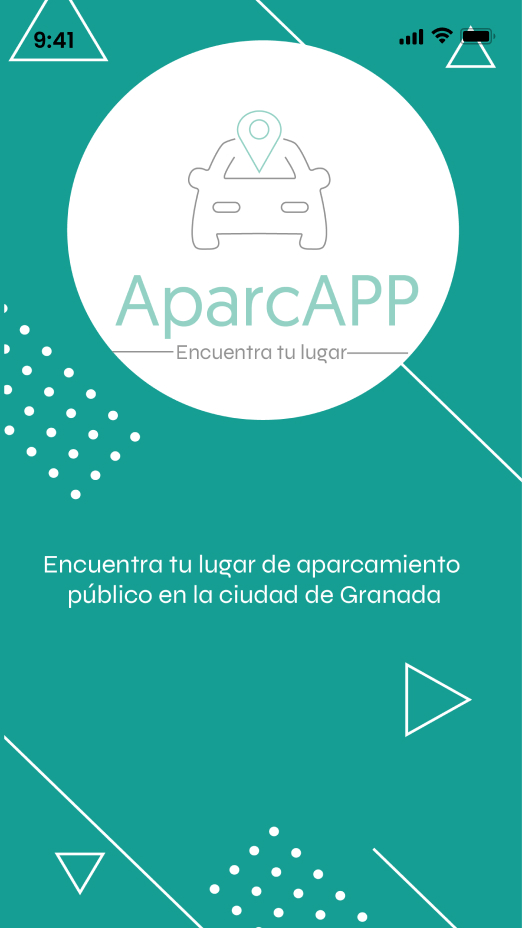 9:41
AparcAPP
Encuentra tu lugar
Encuentra tu lugar de aparcamiento
público en la ciudad de Granada